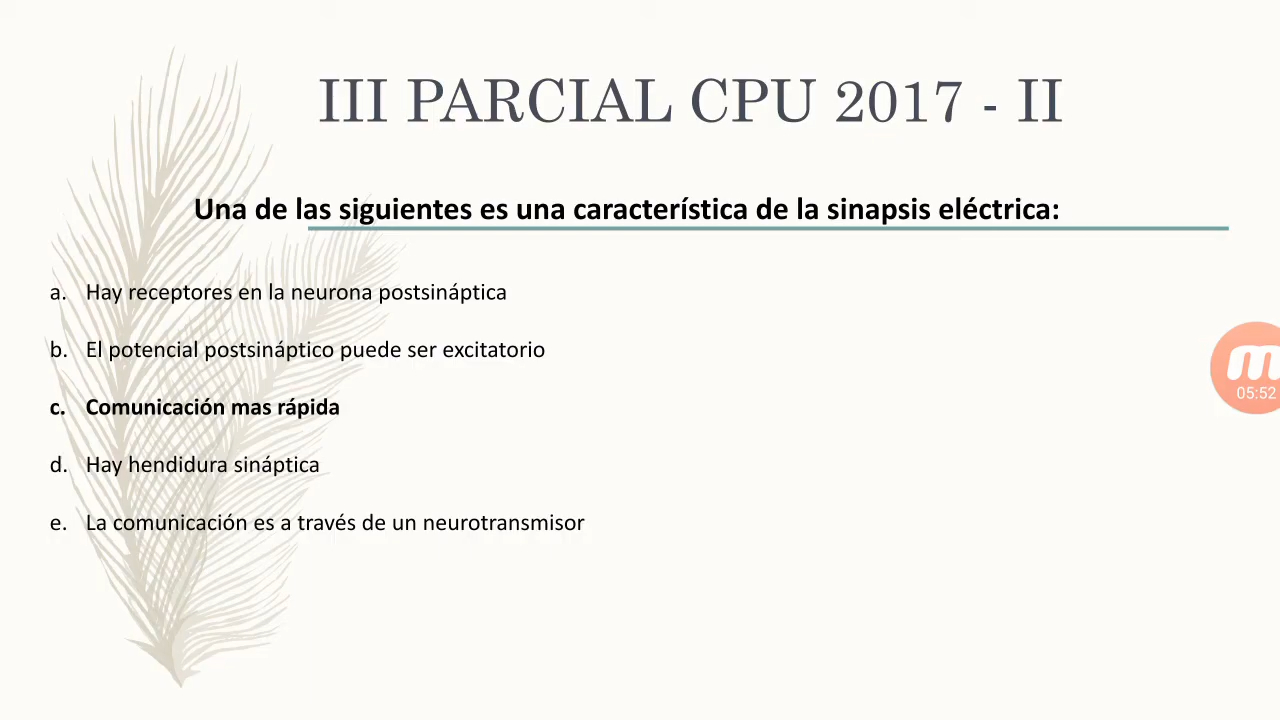 III PARCIAL CPU 2017 - II
Una de las siguientes es una característica de la sinapsis eléctrica:
a. Hay receptores en la neurona postsináptica
b. El potencial postsináptico puede ser excitatorio
c. Comunicación mas rápida
d. Hay hendidura sináptica
e. La comunicación es a través de un neurotransmisor
m
05:52